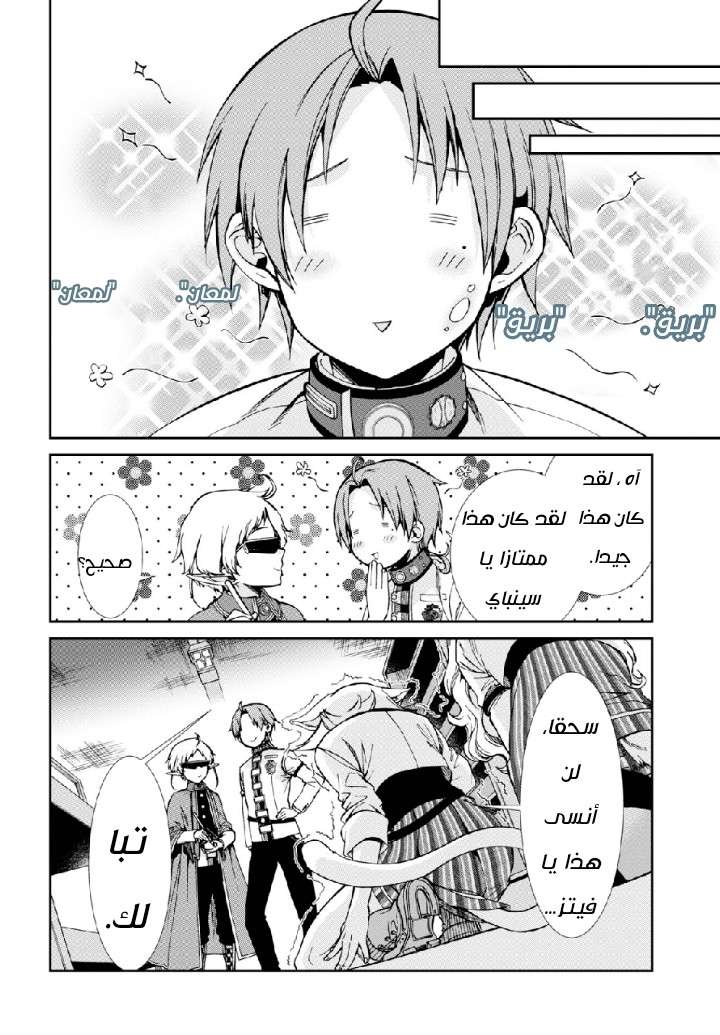 "بريق".
"بريق"
لمعان".
"لمعان"
آه ، لقد
كان هذا
جيدا.
لقد كان هذا
ممتازا يا
سينباي
صحيح؟
سحقا،
لن
أنسى
هذا يا
فيتز...
تبا
لك.